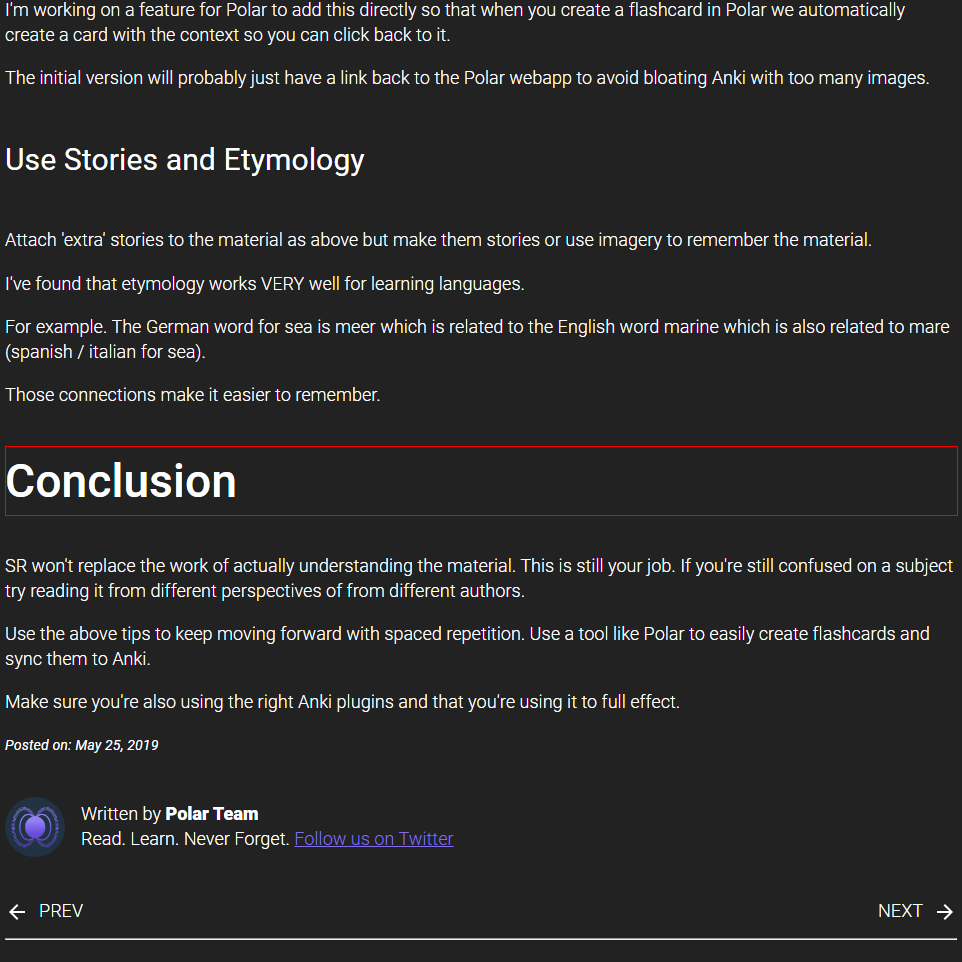 I'm working on a feature for Polar to add this directly so that when you create a flashcard in Polar we automatically
create a card with the context so you can click back to it.
The initial version will probably just have a link back to the Polar webapp to avoid bloating Anki with too many images.
Use Stories and Etymology
Attach 'extra' stories to the material as above but make them stories or use imagery to remember the material.
I've found that etymology works VERY well for learning languages.
For example. The German word for sea is meer which is related to the English word marine which is also related to mare
(spanish / italian for sea).
Those connections make it easier to remember.
Conclusion
SR won't replace the work of actually understanding the material. This is still your job. If you're still confused on a subject
try reading it from different perspectives of from different authors.
Use the above tips to keep moving forward with spaced repetition. Use a tool like Polar to easily create flashcards and
sync them to Anki.
Make sure you're also using the right Anki plugins and that you're using it to full effect.
Posted on: May 25, 2019
Written by Polar Team
Read. Learn. Never Forget. Follow us on Twitter
← PREV NEXT →